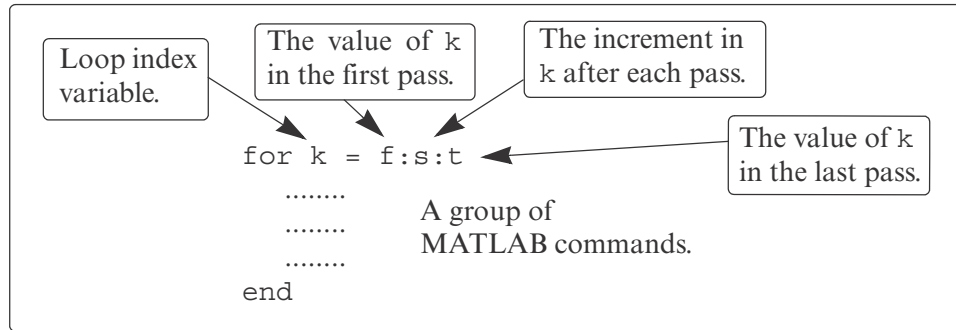 Loop index
variable.
The value of k
in the first pass.
The increment in
k after each pass.
The value of k
in the last pass.
for k = f:s:t
........
........
........
A group of
MATLAB commands.
end